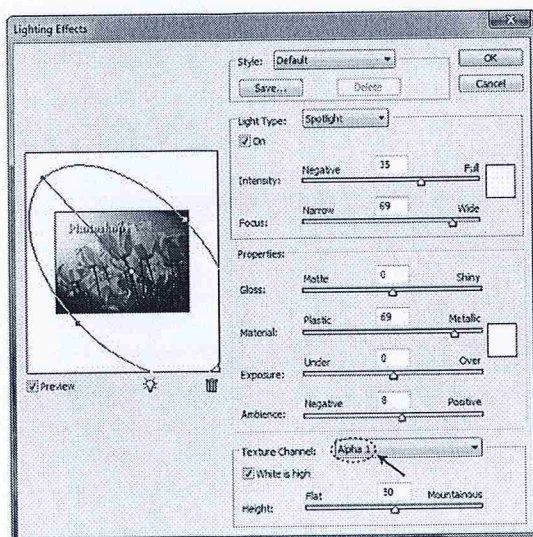 Lighting Effects
Style: Default
OK
Save... Delete
Cancel
Light Type: Spotlight
On
Intensity: Negative 35 Full
Focus: Narrow 69 Wide
Properties:
Gloss: Matte 0 Shiny
Material: Plastic 69 Metallic
Exposure: Under 0 Over
Ambience: Negative 8 Positive
Texture Channel: Alpha 1
White is high
Height: Flat 50 Mountainous
Photoshop
Preview